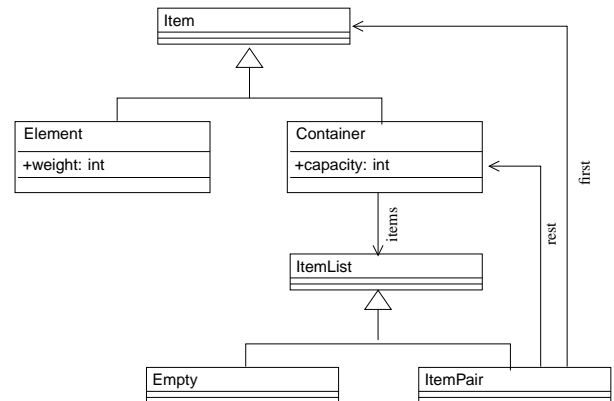 Item
Element
+weight: int
Container
+capacity: int
first
rest
items
ItemList
Empty
ItemPair